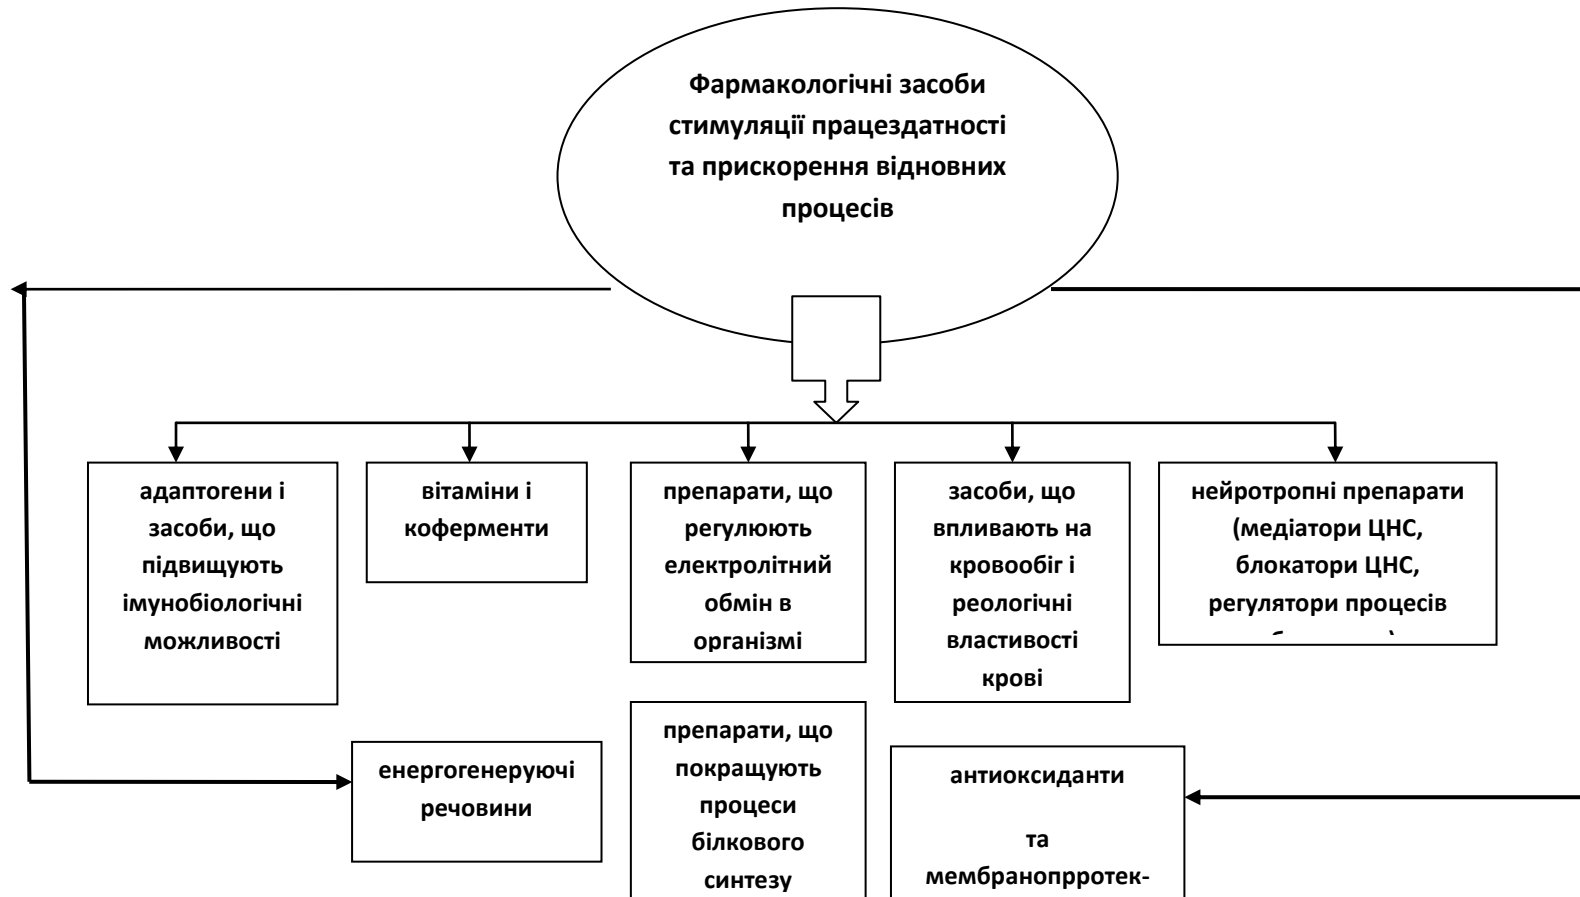 Фармакологічні засоби
стимуляції працездатності
та прискорення відновних
процесів
адаптогени і
засоби, що
підвищують
імунобіологічні
можливості
вітаміни і
коферменти
препарати, що
регулюють
електролітний
обмін в
організмі
засоби, що
впливають на
кровообіг і
реологічні
властивості
крові
нейротропні препарати
(медіатори ЦНС,
блокатори ЦНС,
регулятори процесів
енергогенеруючі
речовини
препарати, що
покращують
процеси
білкового
синтезу
антиоксиданти
та
мембранопрротек-